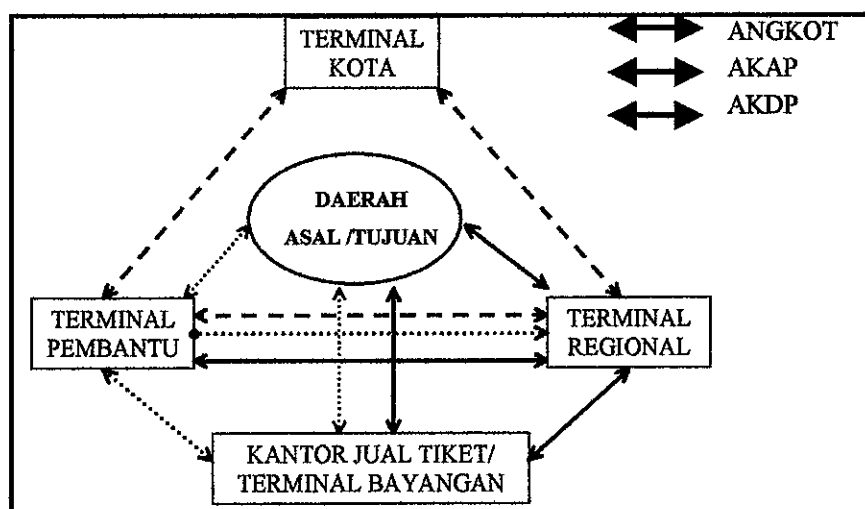 TERMINAL
KOTA
ANGKOT
AKAP
AKDP
DAERAH
ASAL /TUJUAN
TERMINAL
PEMBANTU
TERMINAL
REGIONAL
KANTOR JUAL TIKET/
TERMINAL BAYANGAN